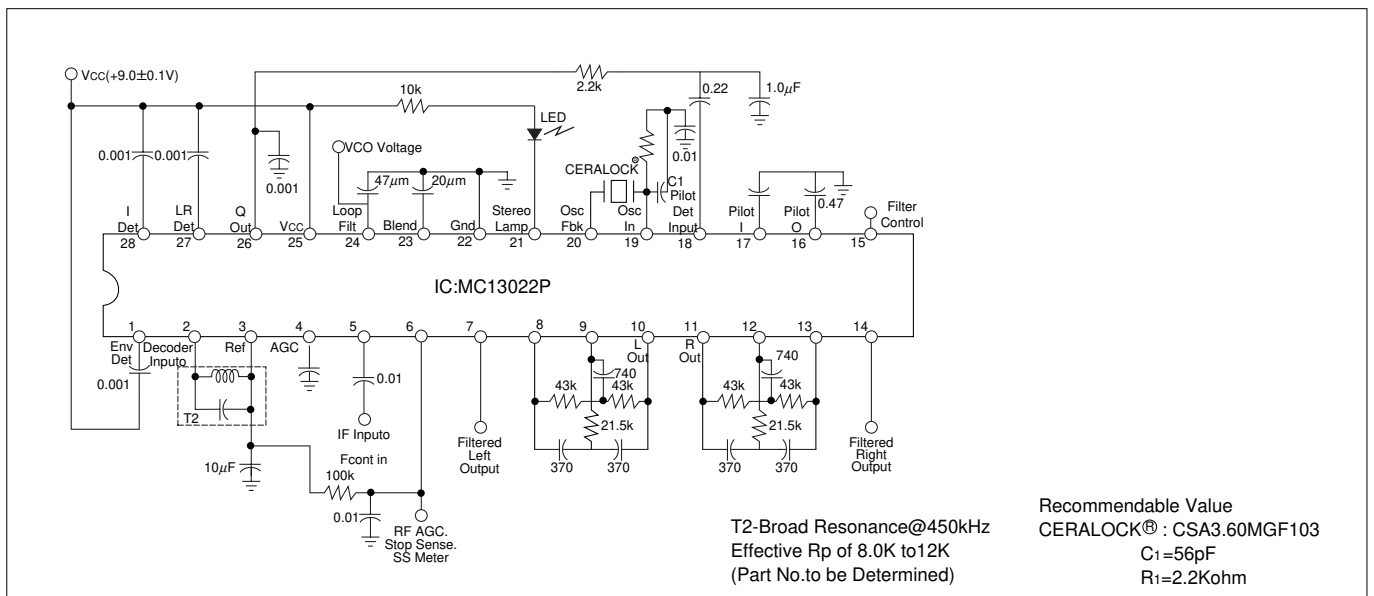 VCC(+9.0±0.1V)
10k
2.2k
0.22
1.0μF
LED
VCO Voltage
0.001
0.001
0.001
47μm
20μm
CERALOCK®
0.01
C1
0.47
I
Det
28
LR
Det
27
Q
Out
26
VCC
25
Loop
Filt
24
Blend
23
Gnd
22
Stereo
Lamp
21
Osc
Fbk
20
Osc
In
19
Pilot
Det
Input
18
Pilot
I
17
Pilot
O
16
15
Filter
Control
IC:MC13022P
1
2
3
4
5
6
7
8
9
10
11
12
13
14
Env
Det
Decoder
Inputo
Ref
AGC
L
Out
R
Out
0.001
T2
0.01
IF Inputo
10μF
Fcont in
100k
0.01
RF AGC.
Stop Sense.
SS Meter
Filtered
Left
Output
740
43k
43k
21.5k
370
370
740
43k
43k
21.5k
370
370
Filtered
Right
Output
T2-Broad Resonance@450kHz
Effective Rp of 8.0K to12K
(Part No.to be Determined)
Recommendable Value
CERALOCK® : CSA3.60MGF103
C1=56pF
R1=2.2Kohm